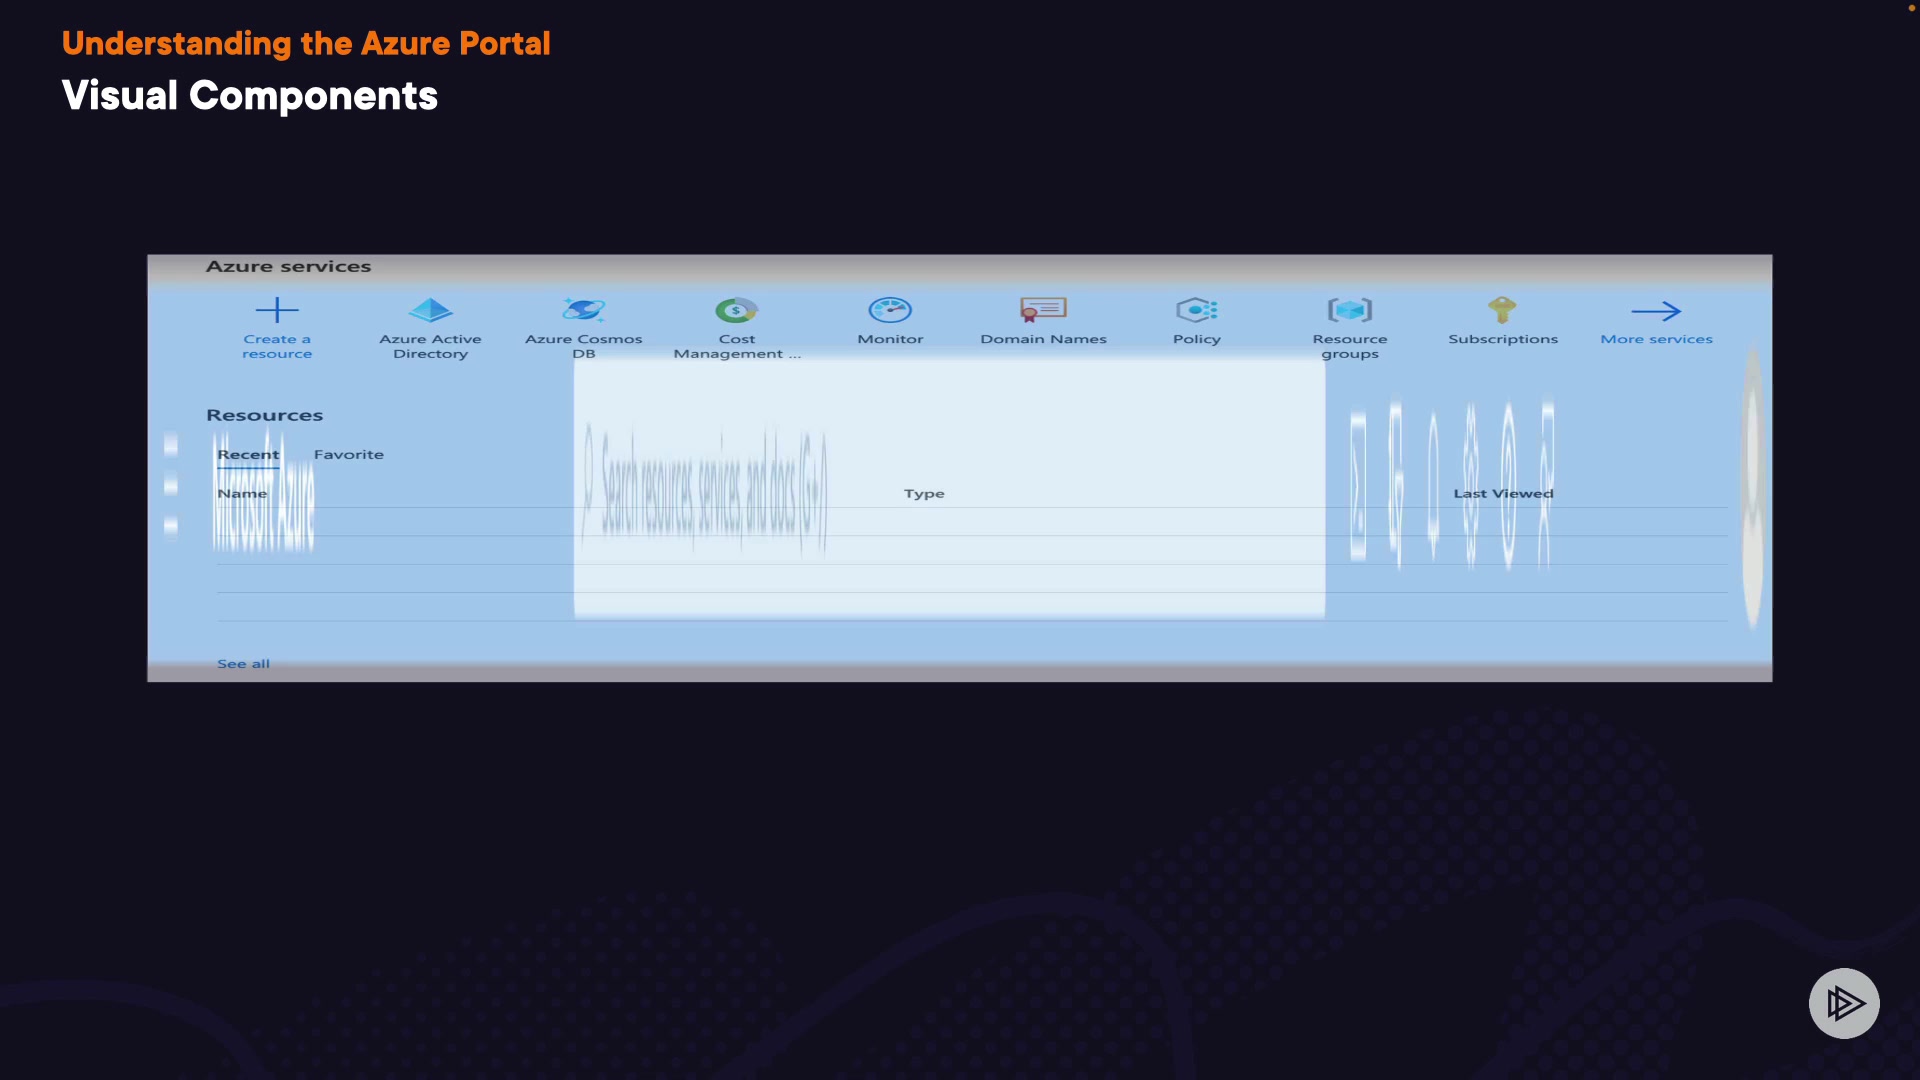 Understanding the Azure Portal
Visual Components
Azure services
Create a resource
Azure Active Directory
Azure Cosmos DB
Cost Management ...
Monitor
Domain Names
Policy
Resource groups
Subscriptions
More services
Resources
Microsoft Azure
Search resources, services, and docs (G+/)
Recent Favorite
Name Type Last Viewed
See all